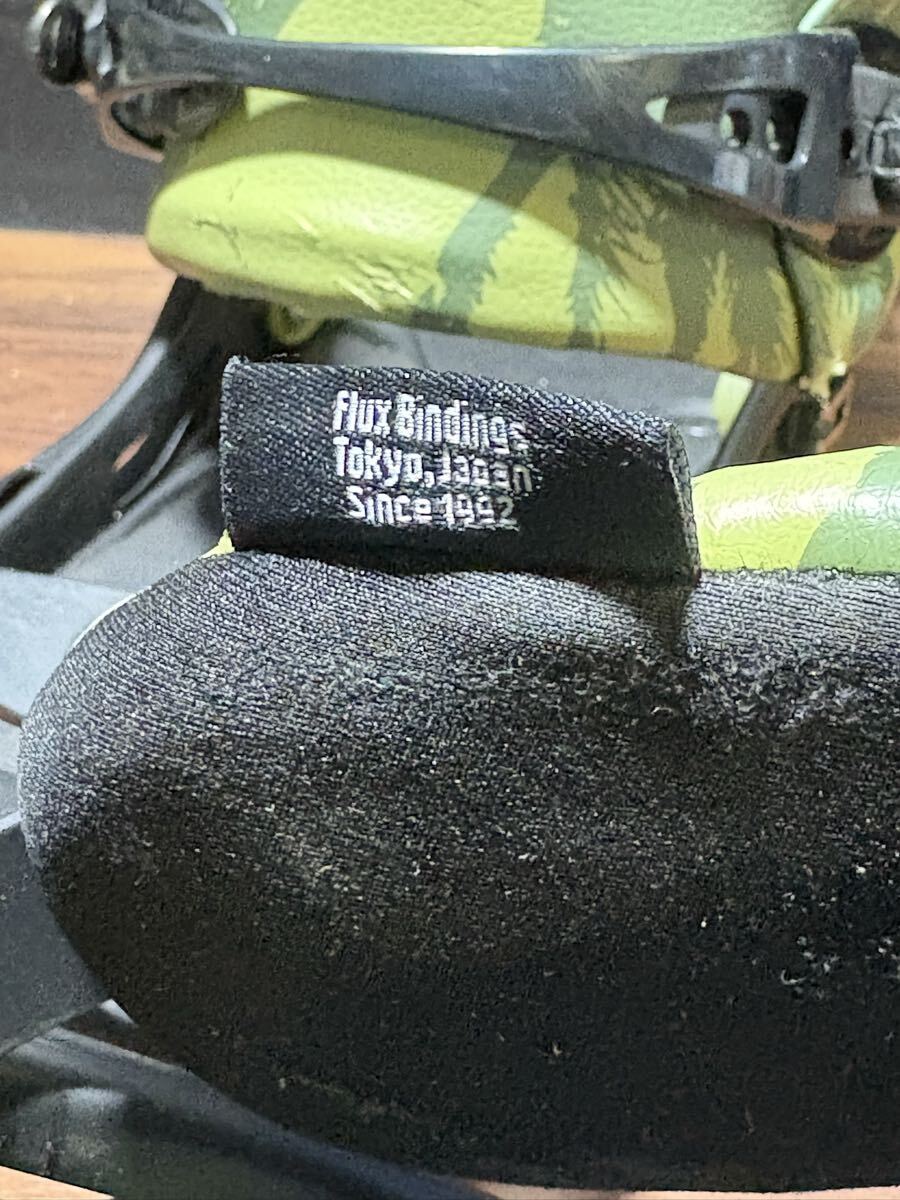 flux Bindings
Tokyo, Japan
Since 1992